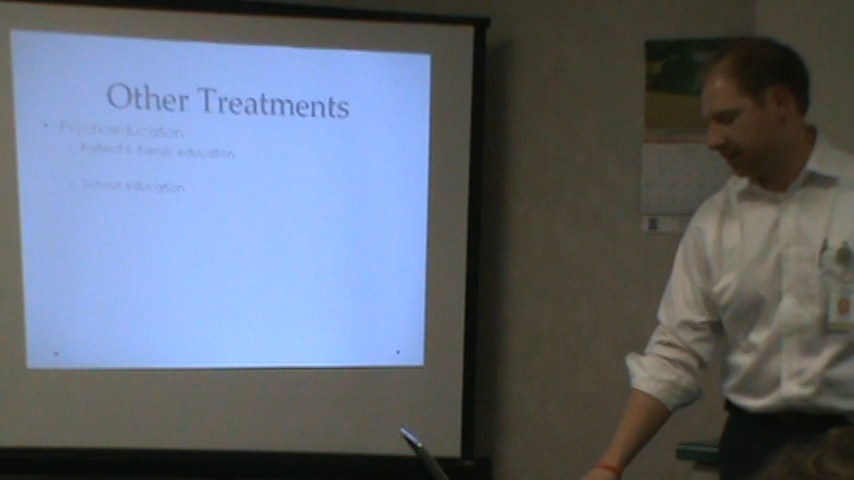 Other Treatments
• Psychoeducation
○ Patient & Family education
○ School education